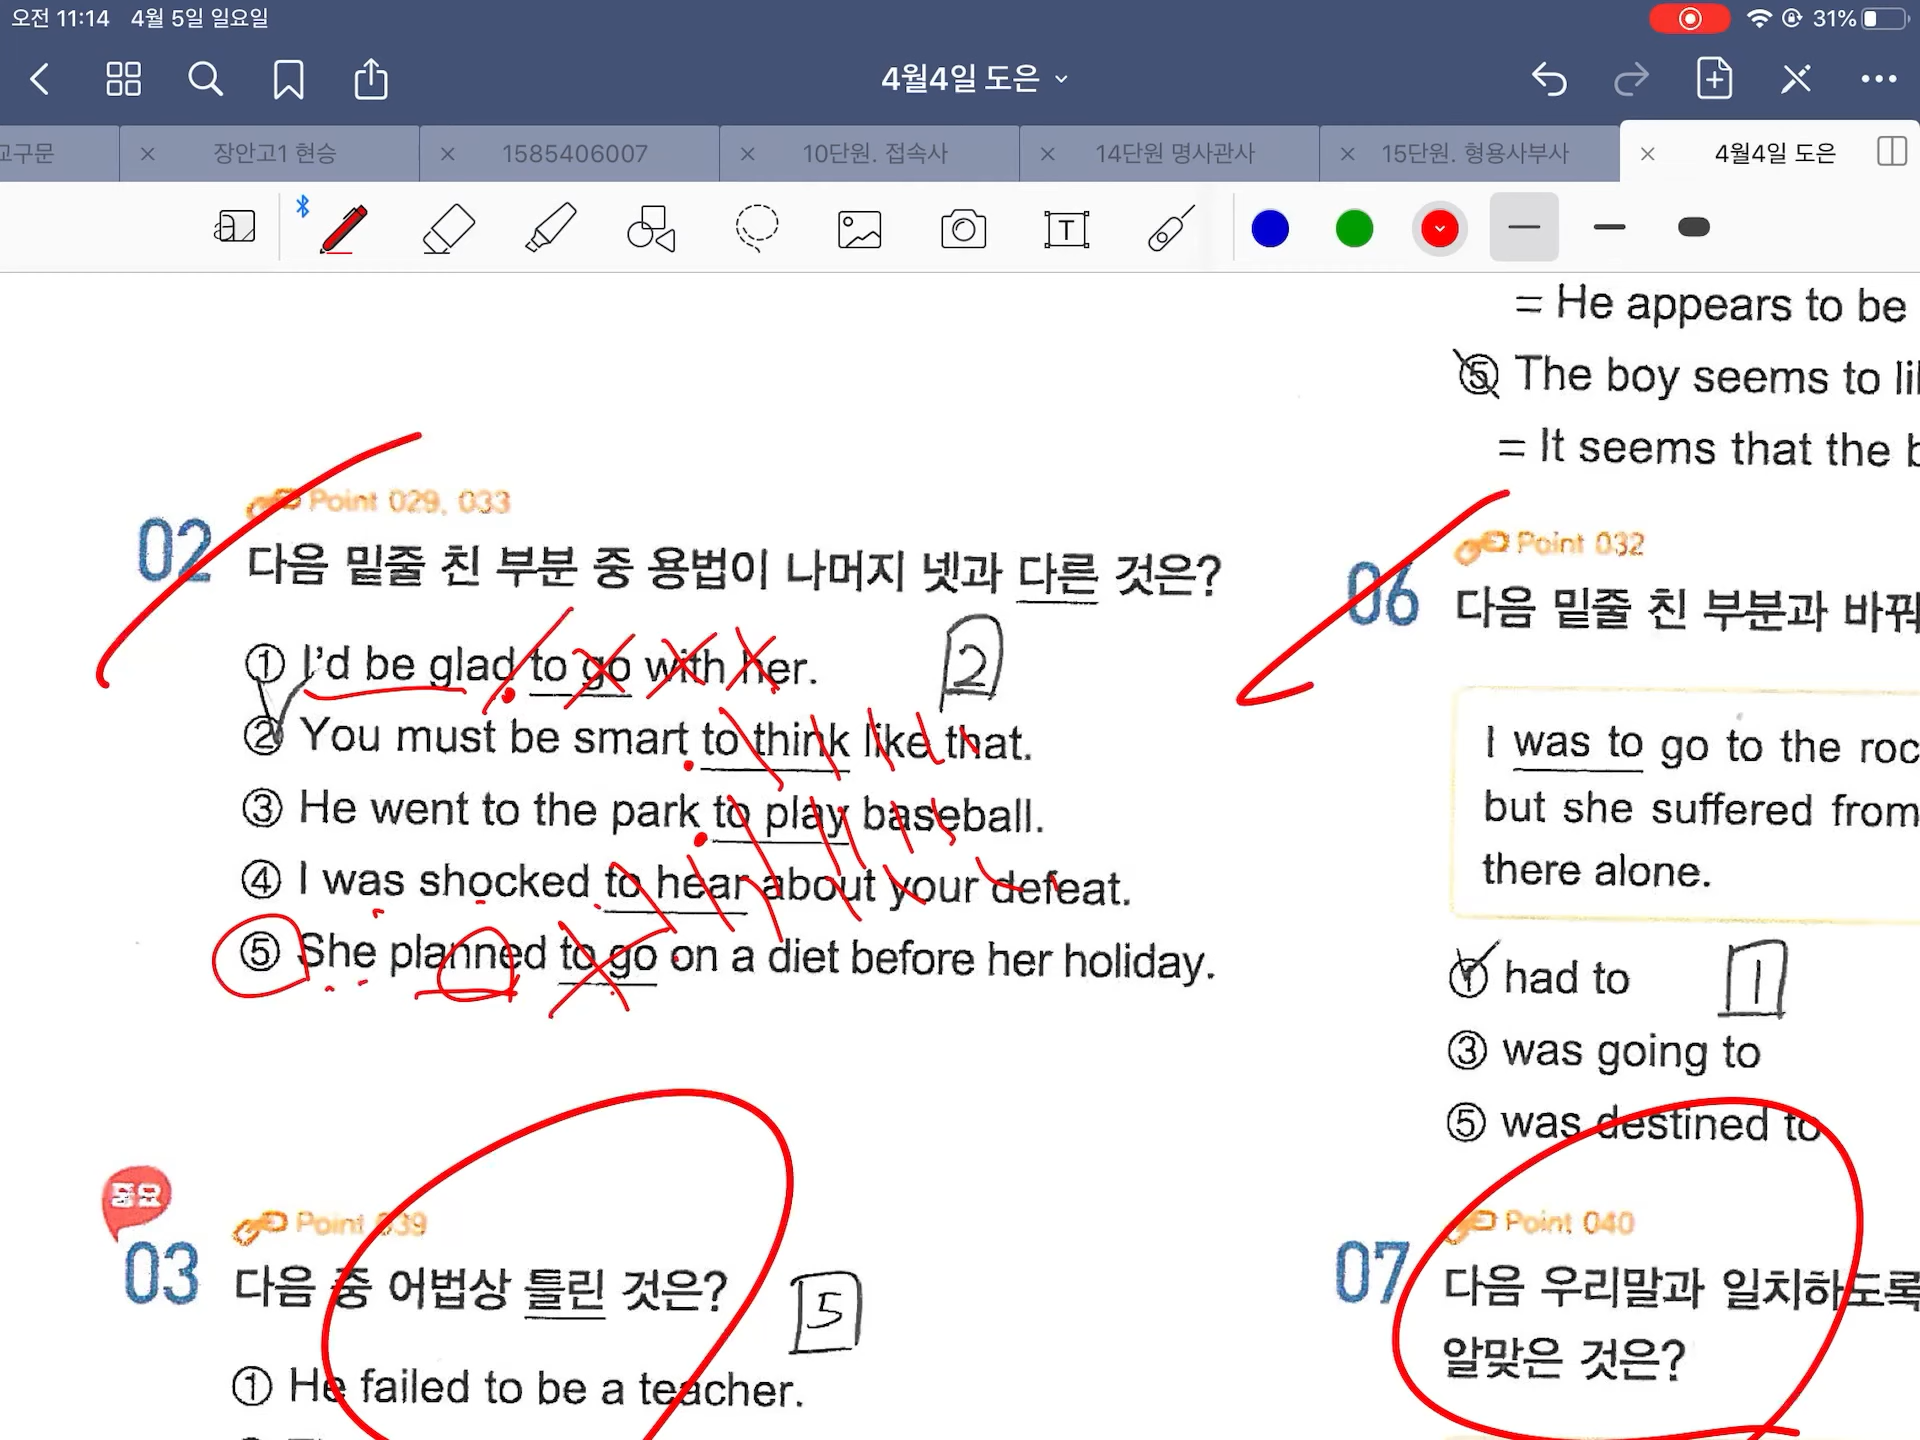 오전 11:14 4월 5일 일요일
31%
4월4일 도은
교구문
장안고1 현승
1585406007
10단원. 접속사
14단원 명사관사
15단원. 형용사부사
4월4일 도은
Point 029, 033
02 다음 밑줄 친 부분 중 용법이 나머지 넷과 다른 것은?
① I'd be glad to go with her.
2
② You must be smart to think like that.
③ He went to the park to play baseball.
④ I was shocked to hear about your defeat.
⑤ She planned to go on a diet before her holiday.
중요
Point 039
03 다음 중 어법상 틀린 것은?
5
① He failed to be a teacher.
= He appears to be
⑤ The boy seems to
= It seems that the
Point 032
06 다음 밑줄 친 부분과 바꿔
I was to go to the
but she suffered from
there alone.
① had to
1
③ was going to
⑤ was destined to
Point 040
07 다음 우리말과 일치하도록
알맞은 것은?